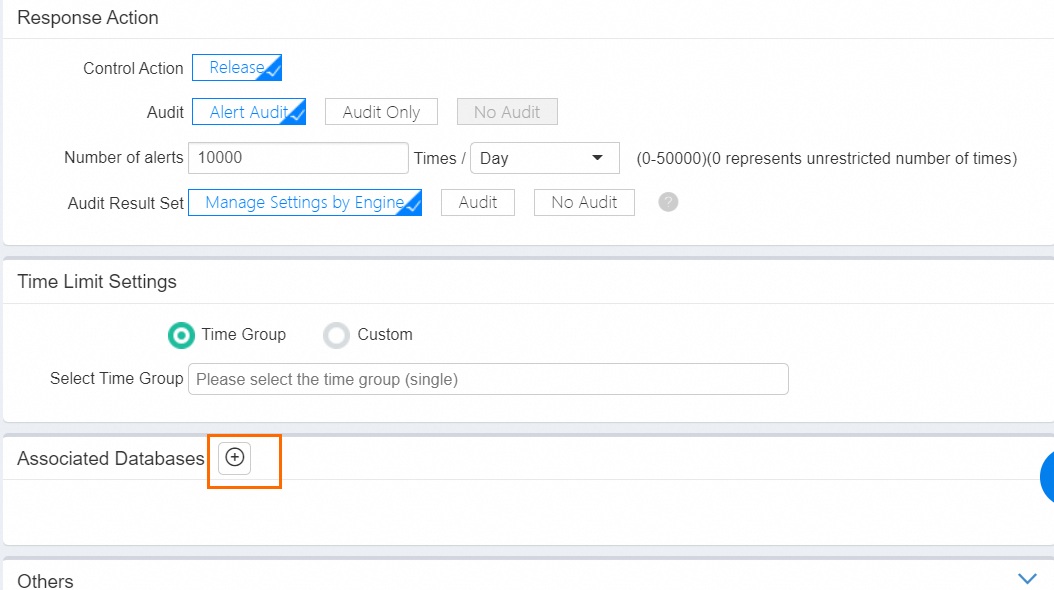 Response Action
Control Action Release
Audit Alert Audit Audit Only No Audit
Number of alerts 10000 Times / Day (0-50000)(0 represents unrestricted number of times)
Audit Result Set Manage Settings by Engine Audit No Audit ?
Time Limit Settings
Time Group Custom
Select Time Group Please select the time group (single)
Associated Databases
Others